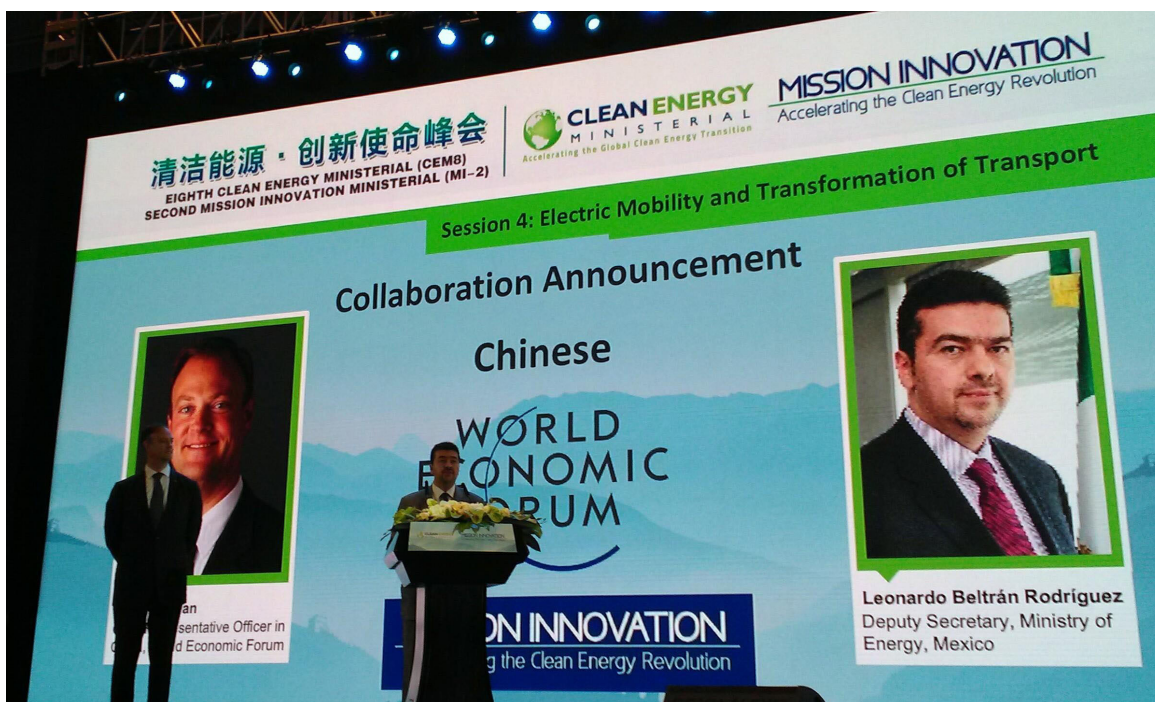 清洁能源·创新使命峰会
EIGHTH CLEAN ENERGY MINISTERIAL (CEM8)
SECOND MISSION INNOVATION MINISTERIAL (MI-2)
CLEAN ENERGY
MINISTERIAL
Accelerating the Global Clean Energy Transition
MISSION INNOVATION
Accelerating the Clean Energy Revolution
Session 4: Electric Mobility and Transformation of Transport
Collaboration Announcement
Chinese
WORLD
ECONOMIC
RUM
an
sentative Officer in
d Economic Forum
ON INNOVATION
g the Clean Energy Revolution
Leonardo Beltrán Rodríguez
Deputy Secretary, Ministry of
Energy, Mexico